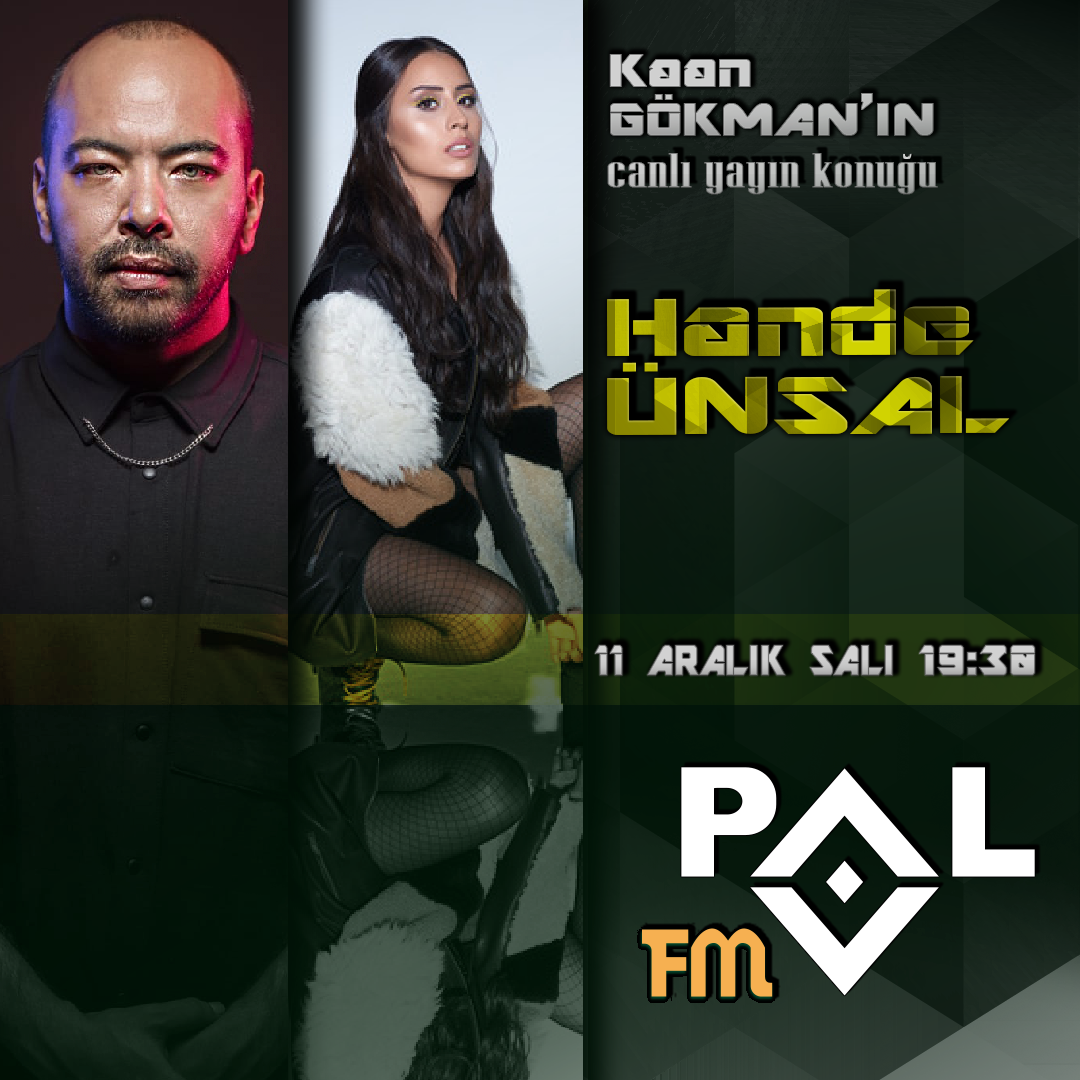 Kaan
GÖKMAN'IN
canlı yayın konuğu
Hande
ÜNSAL
11 ARALIK SALI 19:30
PAL
FM